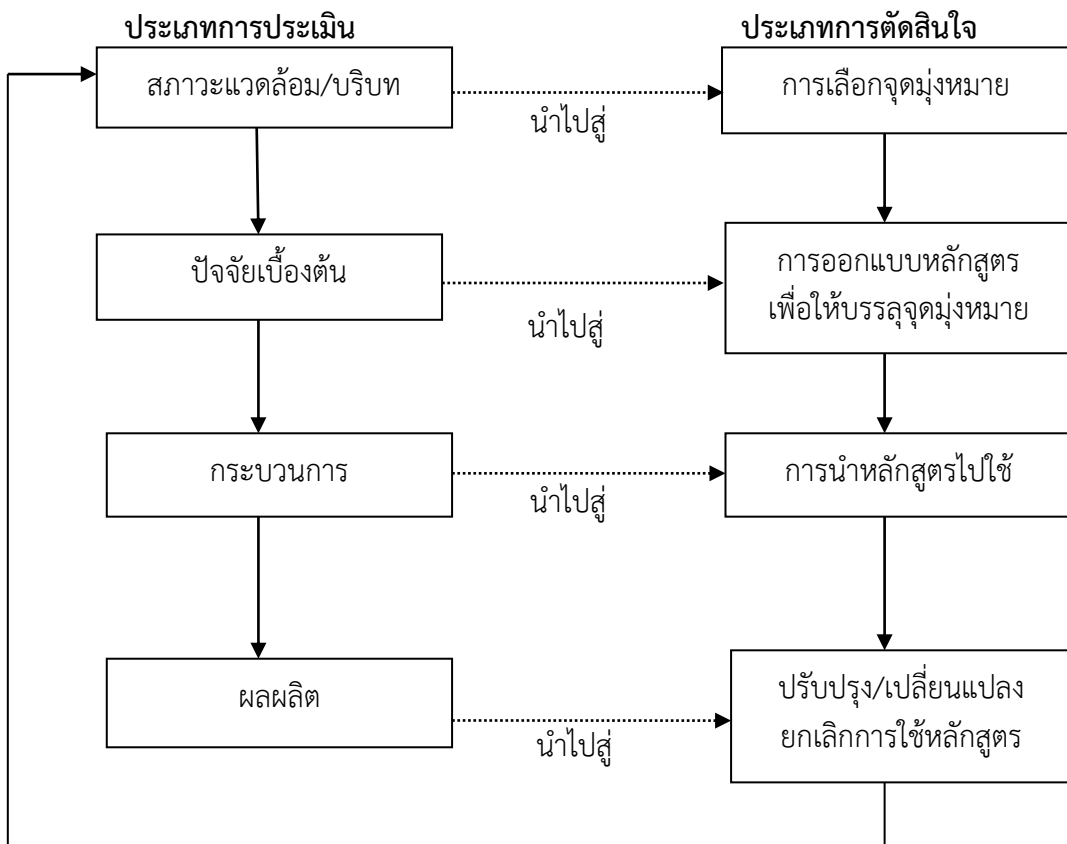 ประเภทการประเมิน
ประเภทการตัดสินใจ
สภาวะแวดล้อม/บริบท
นำไปสู่
การเลือกจุดมุ่งหมาย
ปัจจัยเบื้องต้น
นำไปสู่
การออกแบบหลักสูตร
เพื่อให้บรรลุจุดมุ่งหมาย
กระบวนการ
นำไปสู่
การนำหลักสูตรไปใช้
ผลผลิต
นำไปสู่
ปรับปรุง/เปลี่ยนแปลง
ยกเลิกการใช้หลักสูตร